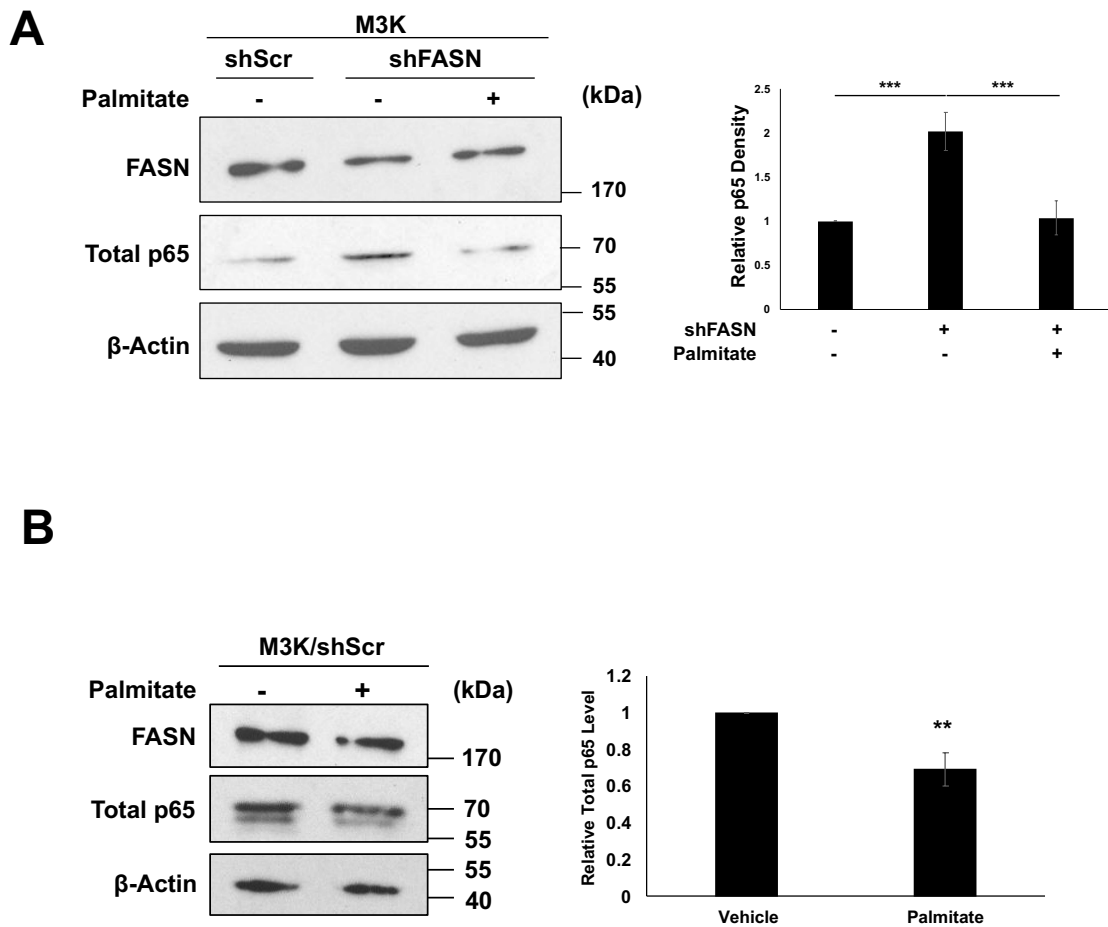 A
M3K
shScr shFASN
Palmitate - - + (kDa)
FASN
170
Total p65
70
55
β-Actin
55
40
Relative p65 Density
2.5
2
1.5
1
0.5
0
*** ***
shFASN - + +
Palmitate - - +
B
M3K/shScr
Palmitate - + (kDa)
FASN
170
Total p65
70
55
β-Actin
55
40
Relative Total p65 Level
1.2
1
0.8
0.6
0.4
0.2
0
**
Vehicle Palmitate